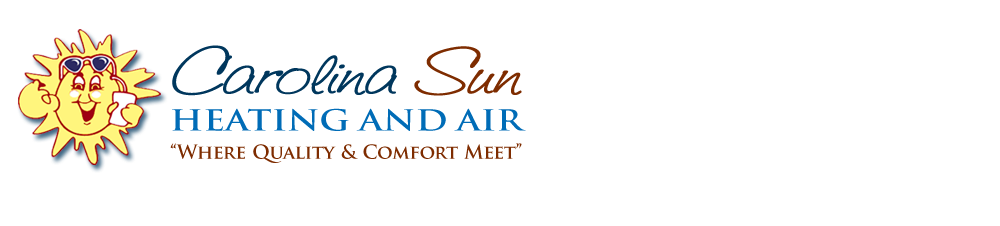 Carolina Sun
HEATING AND AIR
“WHERE QUALITY & COMFORT MEET”